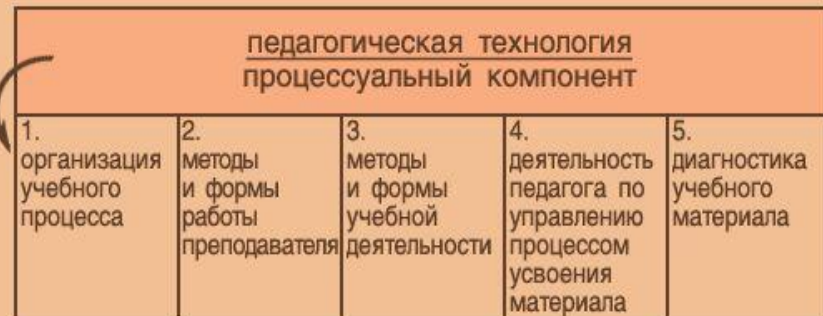 педагогическая технология
процессуальный компонент
1.
организация
учебного
процесса
2.
методы
и формы
работы
преподавателя
3.
методы
и формы
учебной
деятельности
4.
деятельность
педагога по
управлению
процессом
усвоения
материала
5.
диагностика
учебного
материала